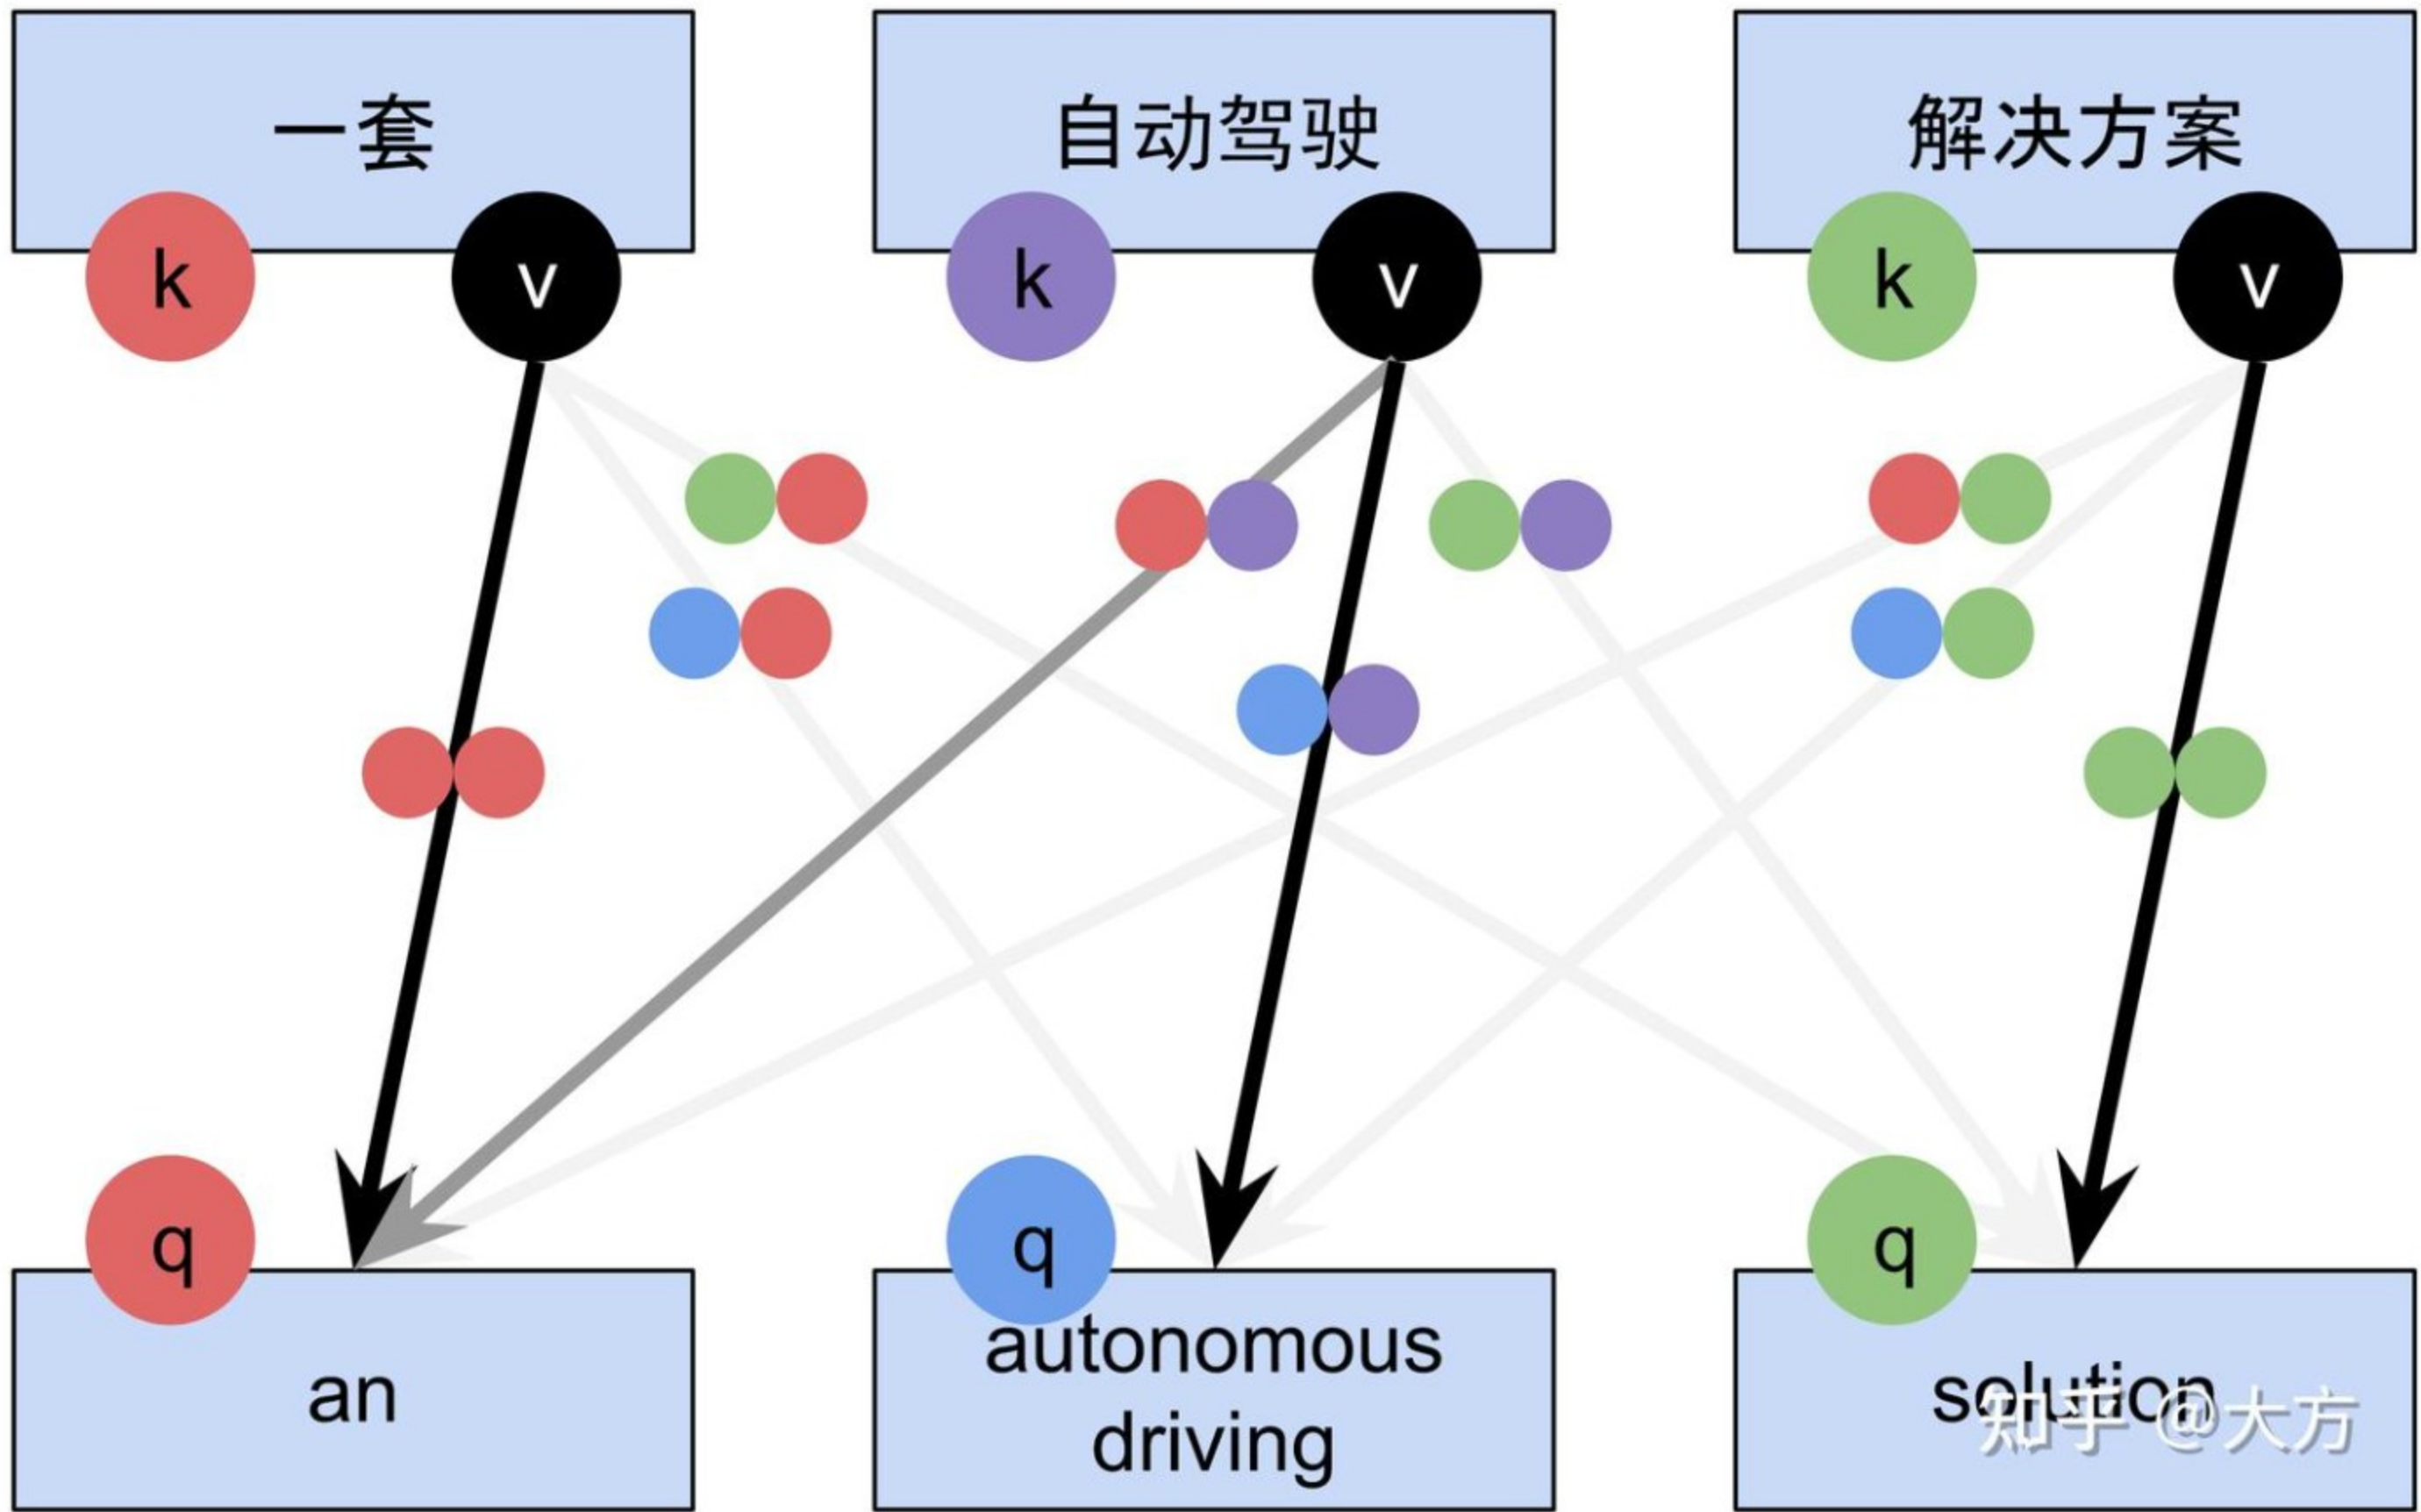 一套
自动驾驶
解决方案
k
v
k
v
k
v
q
q
q
an
autonomous
driving
solution
知乎 @大方